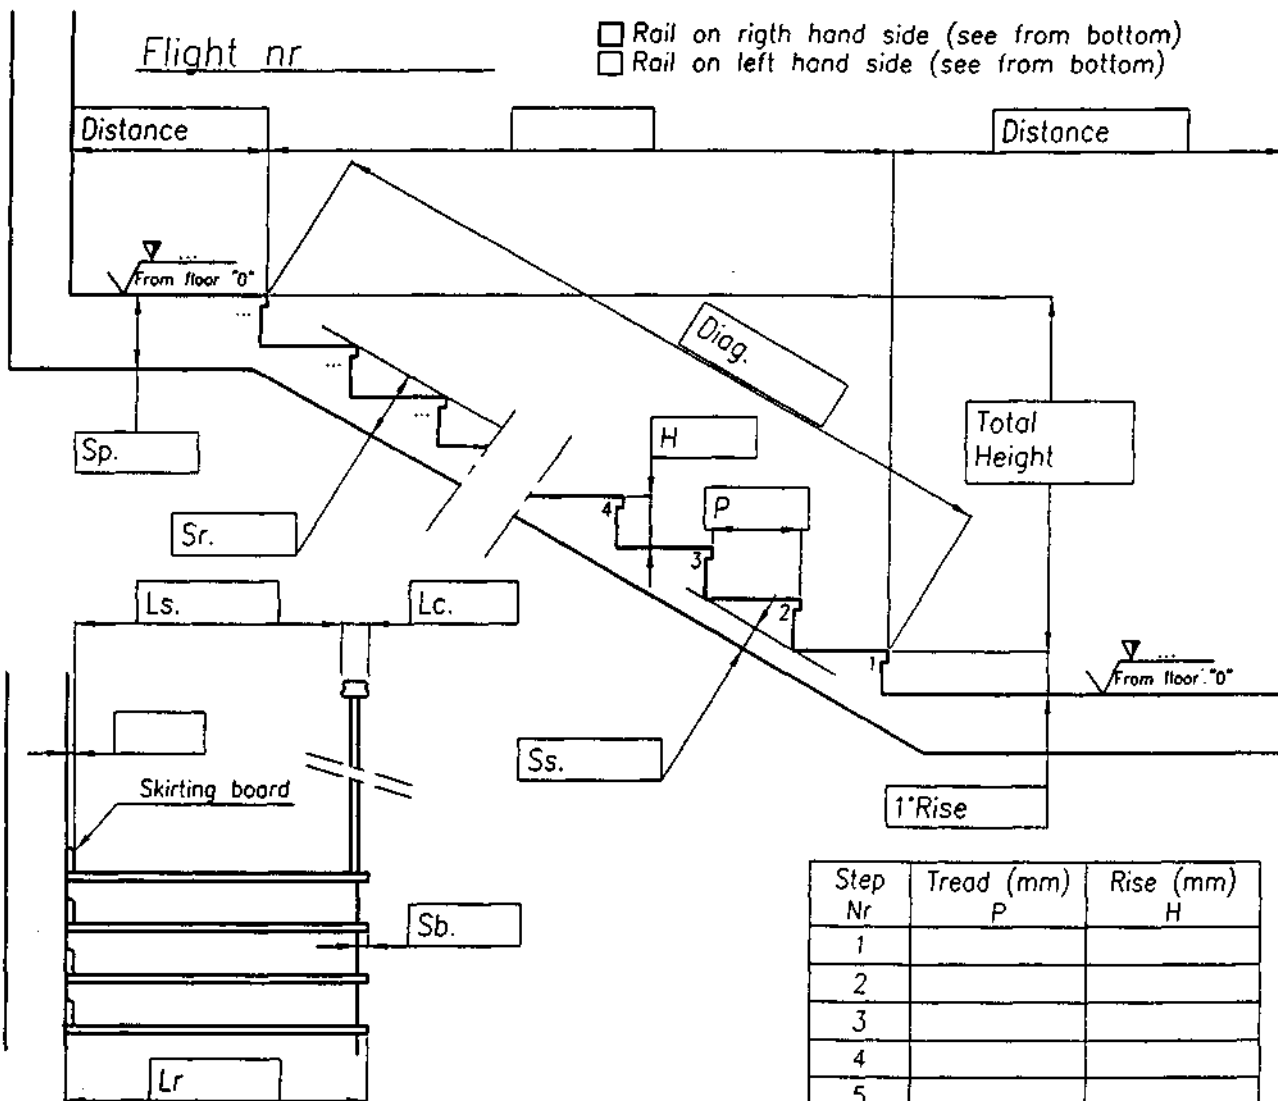 Flight nr
Rail on rigth hand side (see from bottom)
Rail on left hand side (see from bottom)
Distance
Distance
...
From floor "0"
...
...
...
Diag.
Total
Height
Sp.
H
4
P
Sr.
3
2
1
Ls.
Lc.
...
From floor "0"
Ss.
Skirting board
1°Rise
Sb.
Step
Nr
Tread (mm)
P
Rise (mm)
H
1
2
3
4
5
Lr